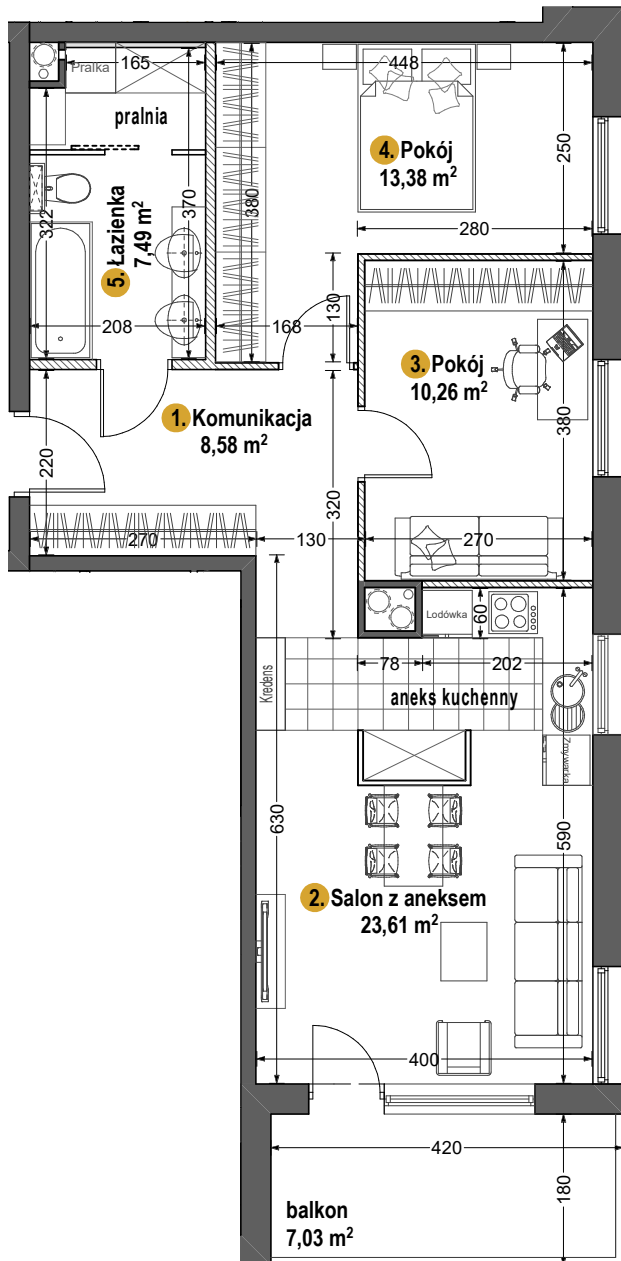 165
Pralka
448
pralnia
4. Pokój
13,38 m²
250
322
370
380
5. Łazienka
7,49 m²
280
130
208
168
3. Pokój
10,26 m²
380
1. Komunikacja
8,58 m²
220
320
270
130
270
Lodówka
60
78
202
Kredens
aneks kuchenny
Zmywarka
630
590
2. Salon z aneksem
23,61 m²
400
420
180
balkon
7,03 m²